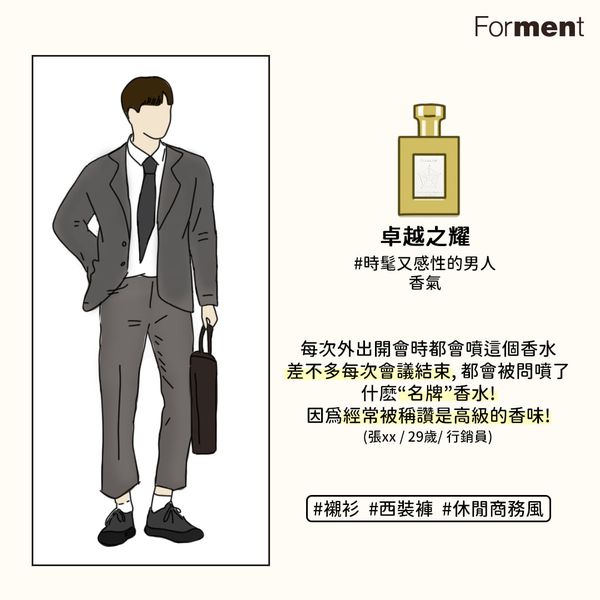 Forment
卓越之耀
#時髦又感性的男人
香氣
每次外出開會時都會噴這個香水
差不多每次會議結束, 都會被問噴了
什麽“名牌”香水!
因爲經常被稱讚是高級的香味!
(張xx / 29歲/ 行銷員)
#襯衫 #西裝褲 #休閒商務風